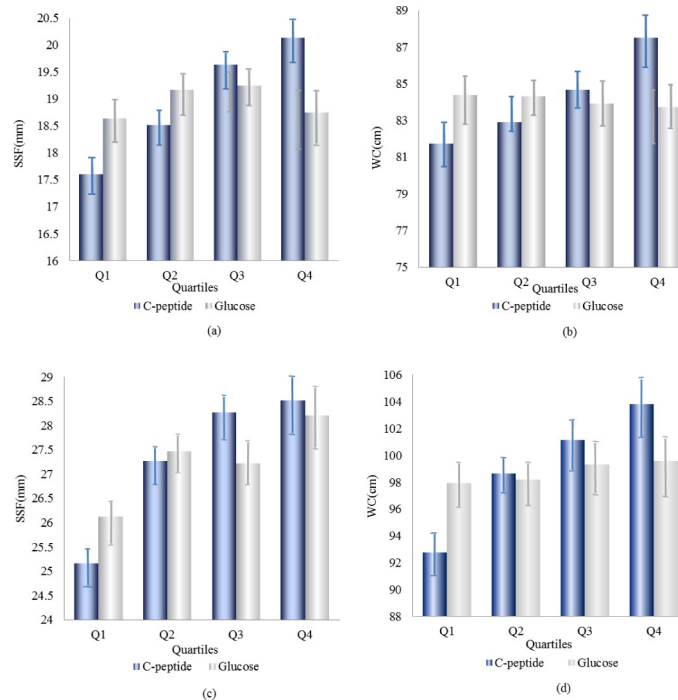 20.5
20
19.5
19
18.5
18
17.5
17
16.5
16
SSF(mm)
Q1 Q2 Q3 Q4
Quartiles
C-peptide Glucose
(a)
89
87
85
83
81
79
77
75
WC(cm)
Q1 Q2 Q3 Q4
Quartiles
C-peptide Glucose
(b)
29
28.5
28
27.5
27
26.5
26
25.5
25
24.5
24
SSF(mm)
Q1 Q2 Q3 Q4
Quartiles
C-peptide Glucose
(c)
106
104
102
100
98
96
94
92
90
88
WC(cm)
Q1 Q2 Q3 Q4
Quartiles
C-peptide Glucose
(d)